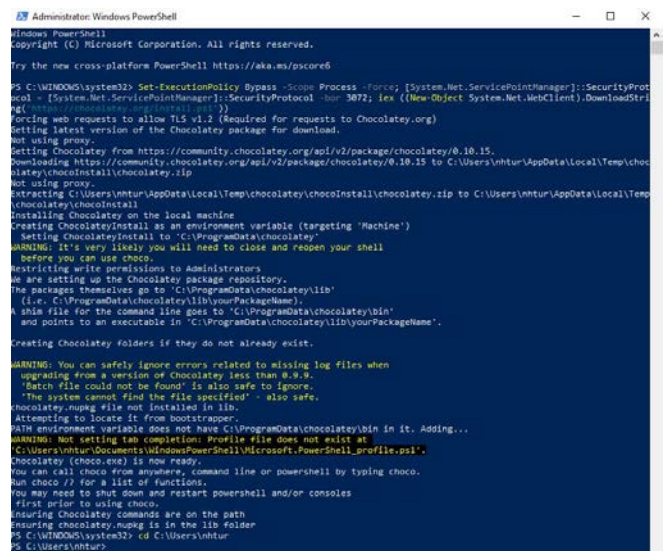 Administrator: Windows PowerShell
Windows PowerShell
Copyright (C) Microsoft Corporation. All rights reserved.
Try the new cross-platform PowerShell https://aka.ms/pscore6
PS C:\WINDOWS\system32> Set-ExecutionPolicy Bypass -Scope Process -Force; [System.Net.ServicePointManager]::SecurityProt
ocol = [System.Net.ServicePointManager]::SecurityProtocol -bor 3072; iex ((New-Object System.Net.WebClient).DownloadStri
ng('https://chocolatey.org/install.ps1'))
Forcing web requests to allow TLS v1.2 (Required for requests to Chocolatey.org)
Getting latest version of the Chocolatey package for download.
Not using proxy.
Getting Chocolatey from https://community.chocolatey.org/api/v2/package/chocolatey/0.10.15.
Downloading https://community.chocolatey.org/api/v2/package/chocolatey/0.10.15 to C:\Users\nhtur\AppData\Local\Temp\choc
olatey\chocoInstall\chocolatey.zip
Not using proxy.
Extracting C:\Users\nhtur\AppData\Local\Temp\chocolatey\chocoInstall\chocolatey.zip to C:\Users\nhtur\AppData\Local\Temp
\chocolatey\chocoInstall
Installing Chocolatey on the local machine
Creating ChocolateyInstall as an environment variable (targeting 'Machine')
Setting ChocolateyInstall to 'C:\ProgramData\chocolatey'
WARNING: It's very likely you will need to close and reopen your shell
before you can use choco.
Restricting write permissions to Administrators
We are setting up the Chocolatey package repository.
The packages themselves go to 'C:\ProgramData\chocolatey\lib'
(i.e. C:\ProgramData\chocolatey\lib\yourPackageName).
A shim file for the command line goes to 'C:\ProgramData\chocolatey\bin'
and points to an executable in 'C:\ProgramData\chocolatey\lib\yourPackageName'.
Creating Chocolatey folders if they do not already exist.
WARNING: You can safely ignore errors related to missing log files when
upgrading from a version of Chocolatey less than 0.9.9.
'Batch file could not be found' is also safe to ignore.
'The system cannot find the file specified' - also safe.
chocolatey.nupkg file not installed in lib.
Attempting to locate it from bootstrapper.
PATH environment variable does not have C:\ProgramData\chocolatey\bin in it. Adding...
WARNING: Not setting tab completion: Profile file does not exist at
'C:\Users\nhtur\Documents\WindowsPowerShell\Microsoft.PowerShell_profile.ps1'.
Chocolatey (choco.exe) is now ready.
You can call choco from anywhere, command line or powershell by typing choco.
Run choco /? for a list of functions.
You may need to shut down and restart powershell and/or consoles
first prior to using choco.
Ensuring Chocolatey commands are on the path
Ensuring chocolatey.nupkg is in the lib folder
PS C:\WINDOWS\system32> cd C:\Users\nhtur
PS C:\Users\nhtur>